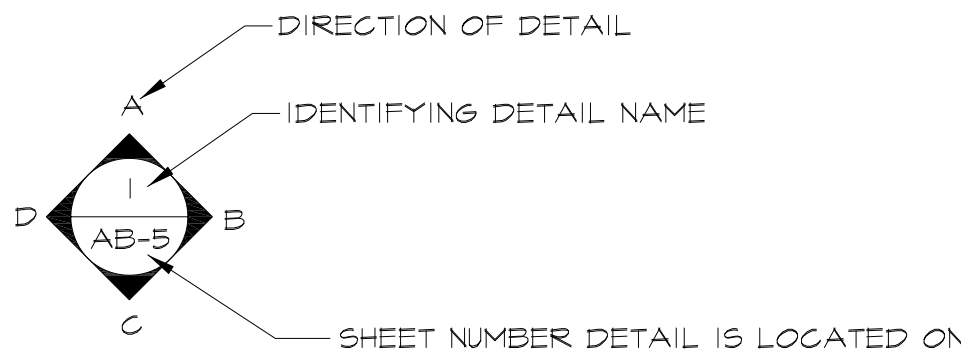 DIRECTION OF DETAIL
A
IDENTIFYING DETAIL NAME
1
D
B
AB-5
C
SHEET NUMBER DETAIL IS LOCATED ON